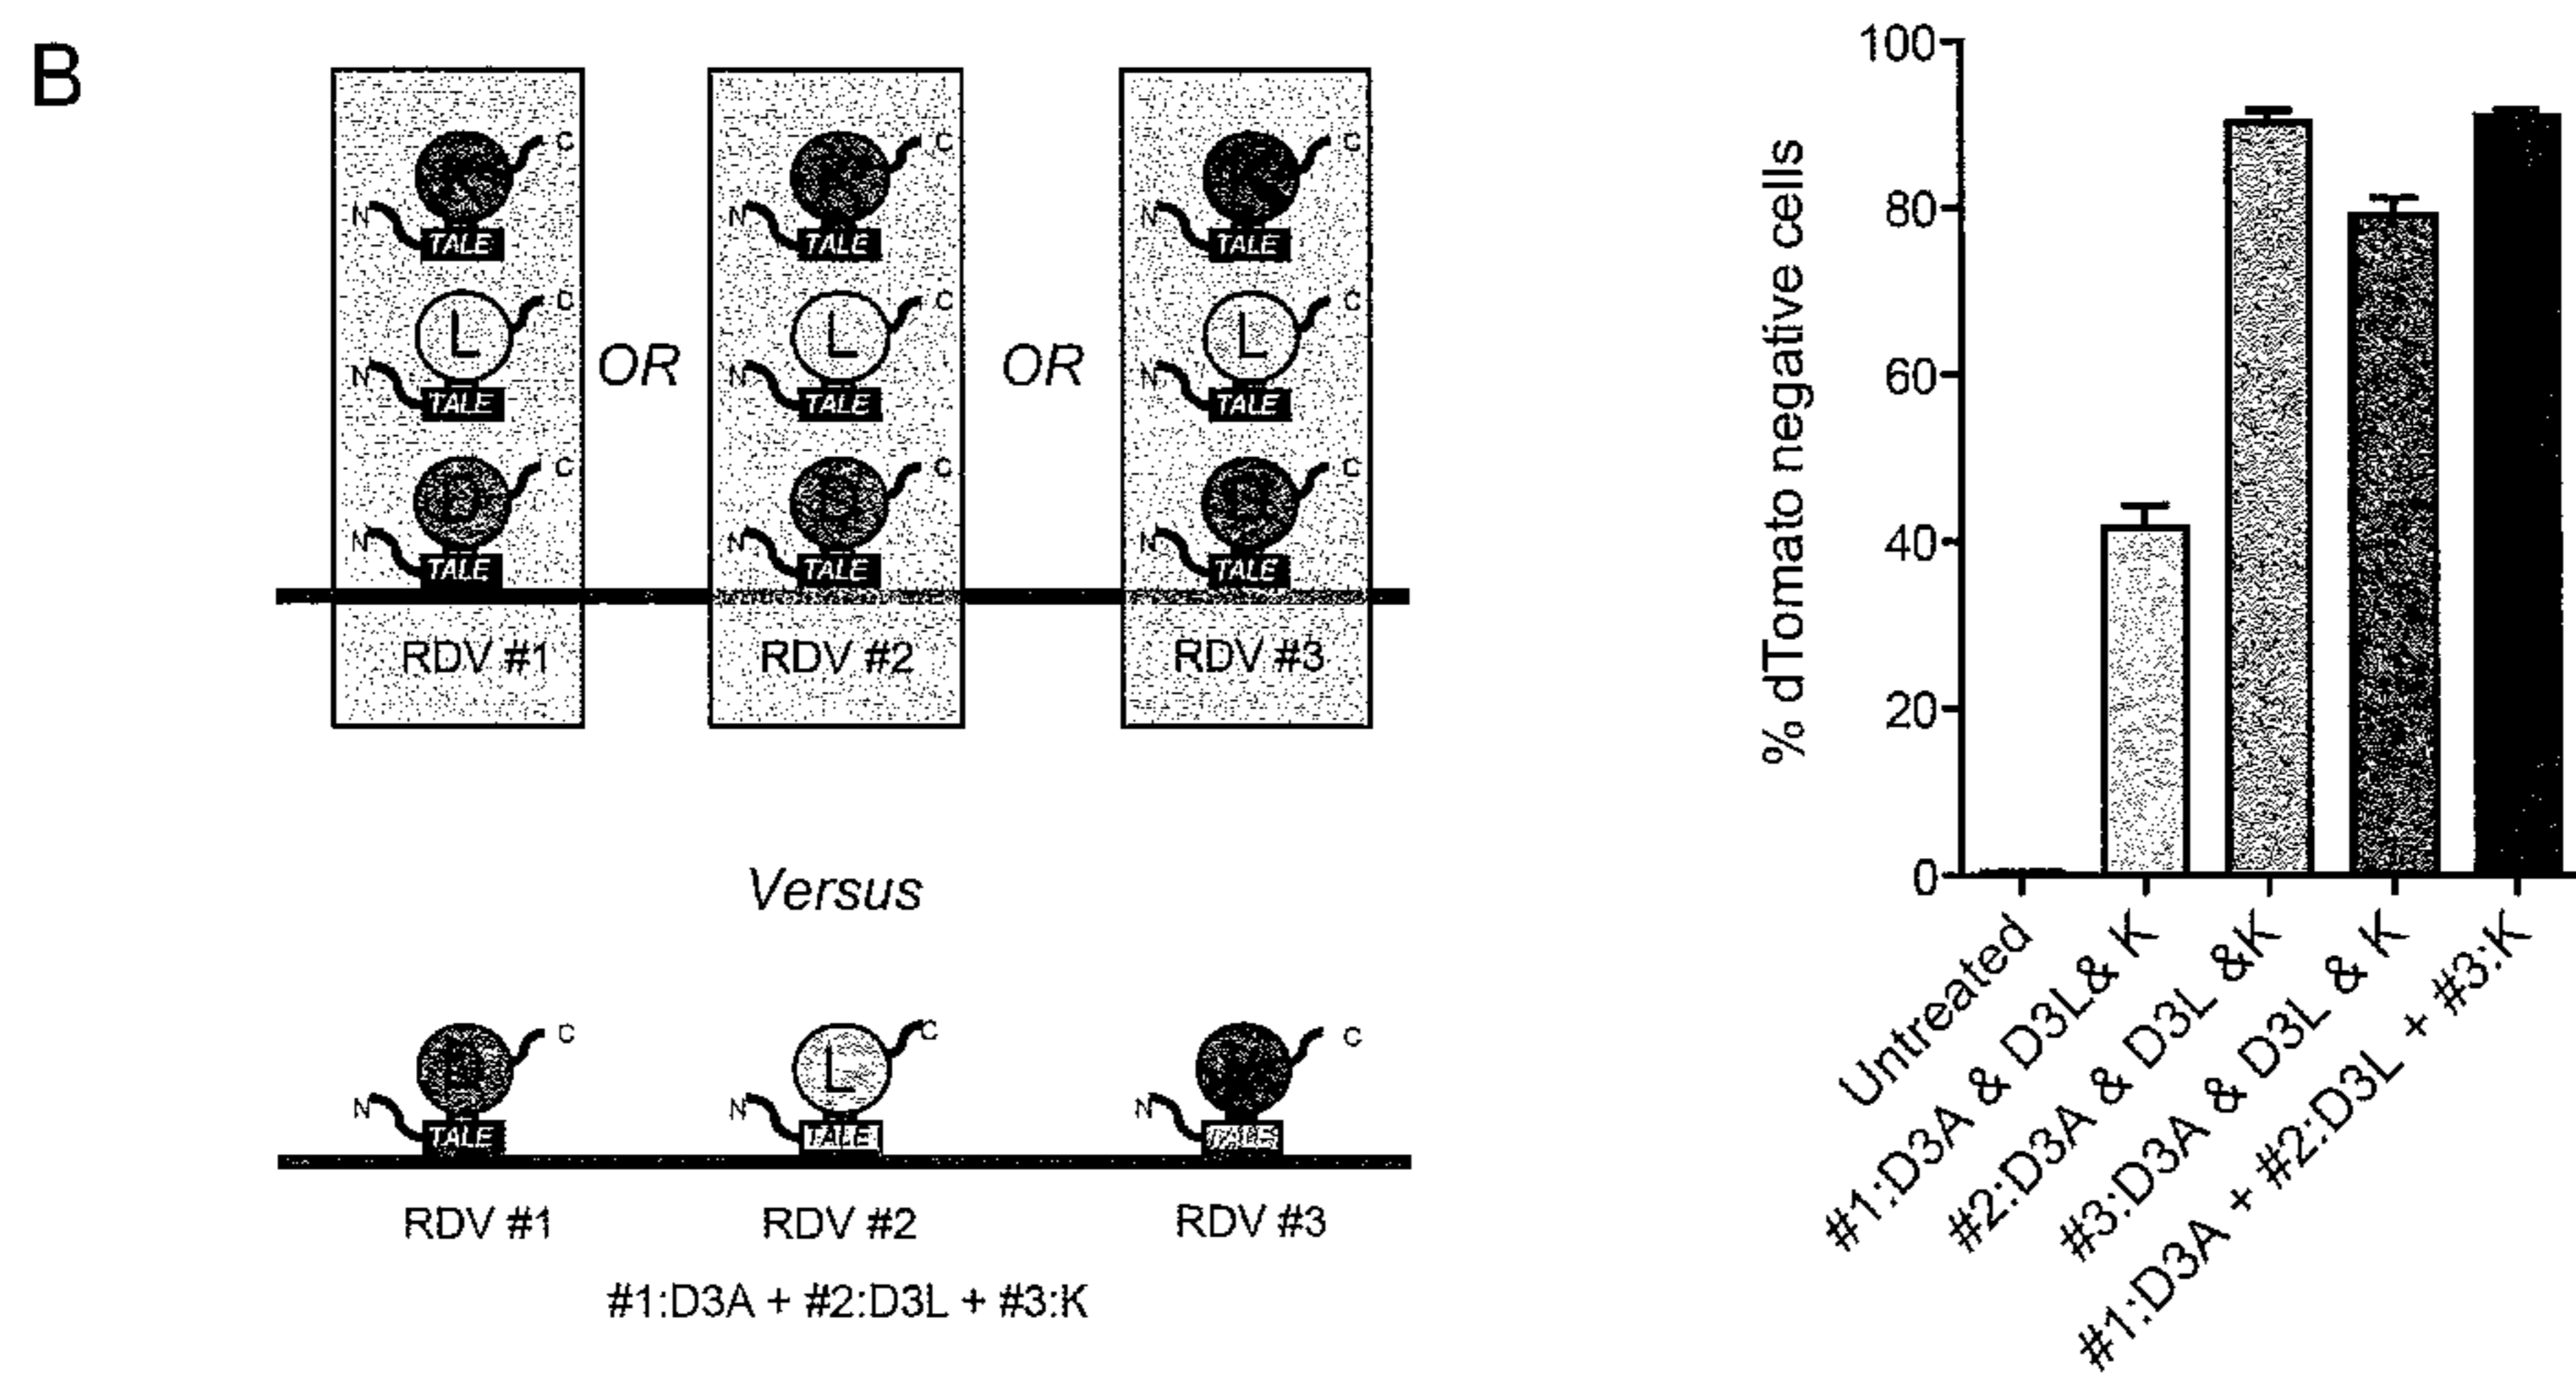 B
C
C
C
N
N
N
TALE
TALE
TALE
C
C
C
L
L
L
N
OR
N
OR
N
TALE
TALE
TALE
C
C
C
D
N
N
N
TALE
TALE
TALE
RDV #1
RDV #2
RDV #3
Versus
C
C
C
L
N
N
N
TALE
TALE
TALE
RDV #1
RDV #2
RDV #3
#1:D3A + #2:D3L + #3:K
% dTomato negative cells
100
80
60
40
20
0
Untreated
#1:D3A & D3L& K
#2:D3A & D3L &K
#3:D3A & D3L & K
#1:D3A + #2:D3L + #3:K